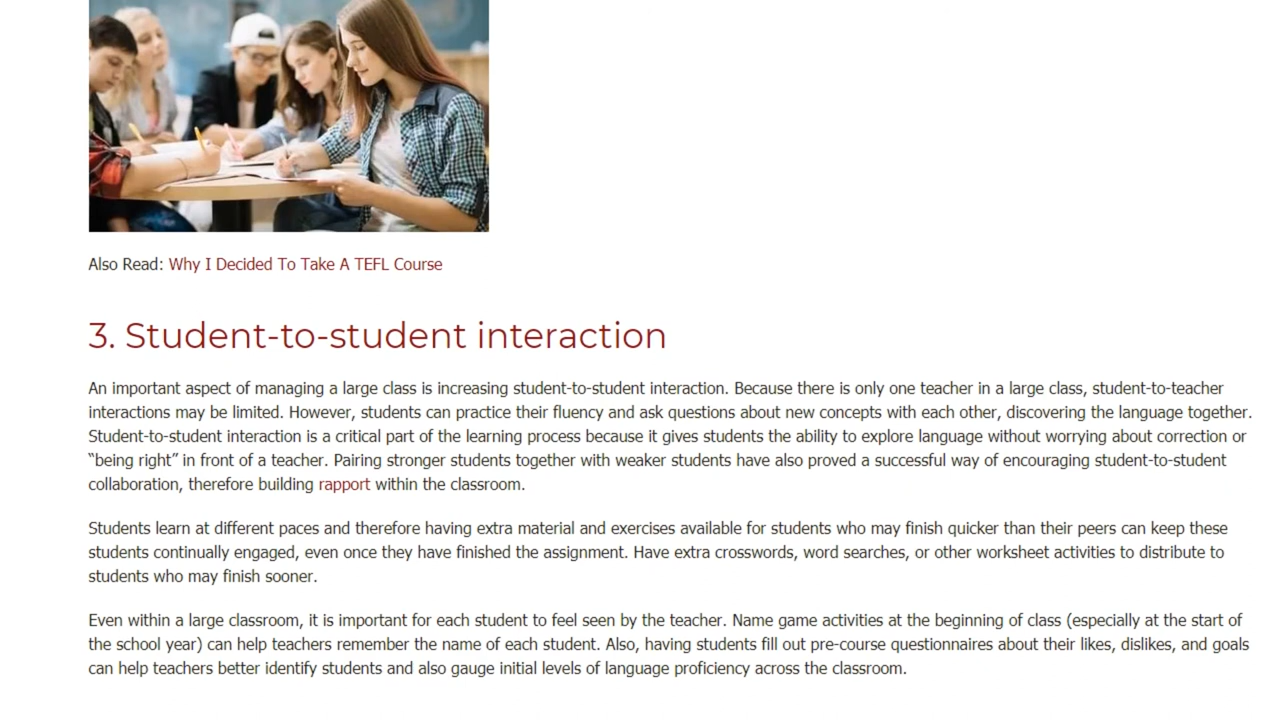 Also Read: Why I Decided To Take A TEFL Course
3. Student-to-student interaction
An important aspect of managing a large class is increasing student-to-student interaction. Because there is only one teacher in a large class, student-to-teacher
interactions may be limited. However, students can practice their fluency and ask questions about new concepts with each other, discovering the language together.
Student-to-student interaction is a critical part of the learning process because it gives students the ability to explore language without worrying about correction or
“being right” in front of a teacher. Pairing stronger students together with weaker students have also proved a successful way of encouraging student-to-student
collaboration, therefore building rapport within the classroom.
Students learn at different paces and therefore having extra material and exercises available for students who may finish quicker than their peers can keep these
students continually engaged, even once they have finished the assignment. Have extra crosswords, word searches, or other worksheet activities to distribute to
students who may finish sooner.
Even within a large classroom, it is important for each student to feel seen by the teacher. Name game activities at the beginning of class (especially at the start of
the school year) can help teachers remember the name of each student. Also, having students fill out pre-course questionnaires about their likes, dislikes, and goals
can help teachers better identify students and also gauge initial levels of language proficiency across the classroom.